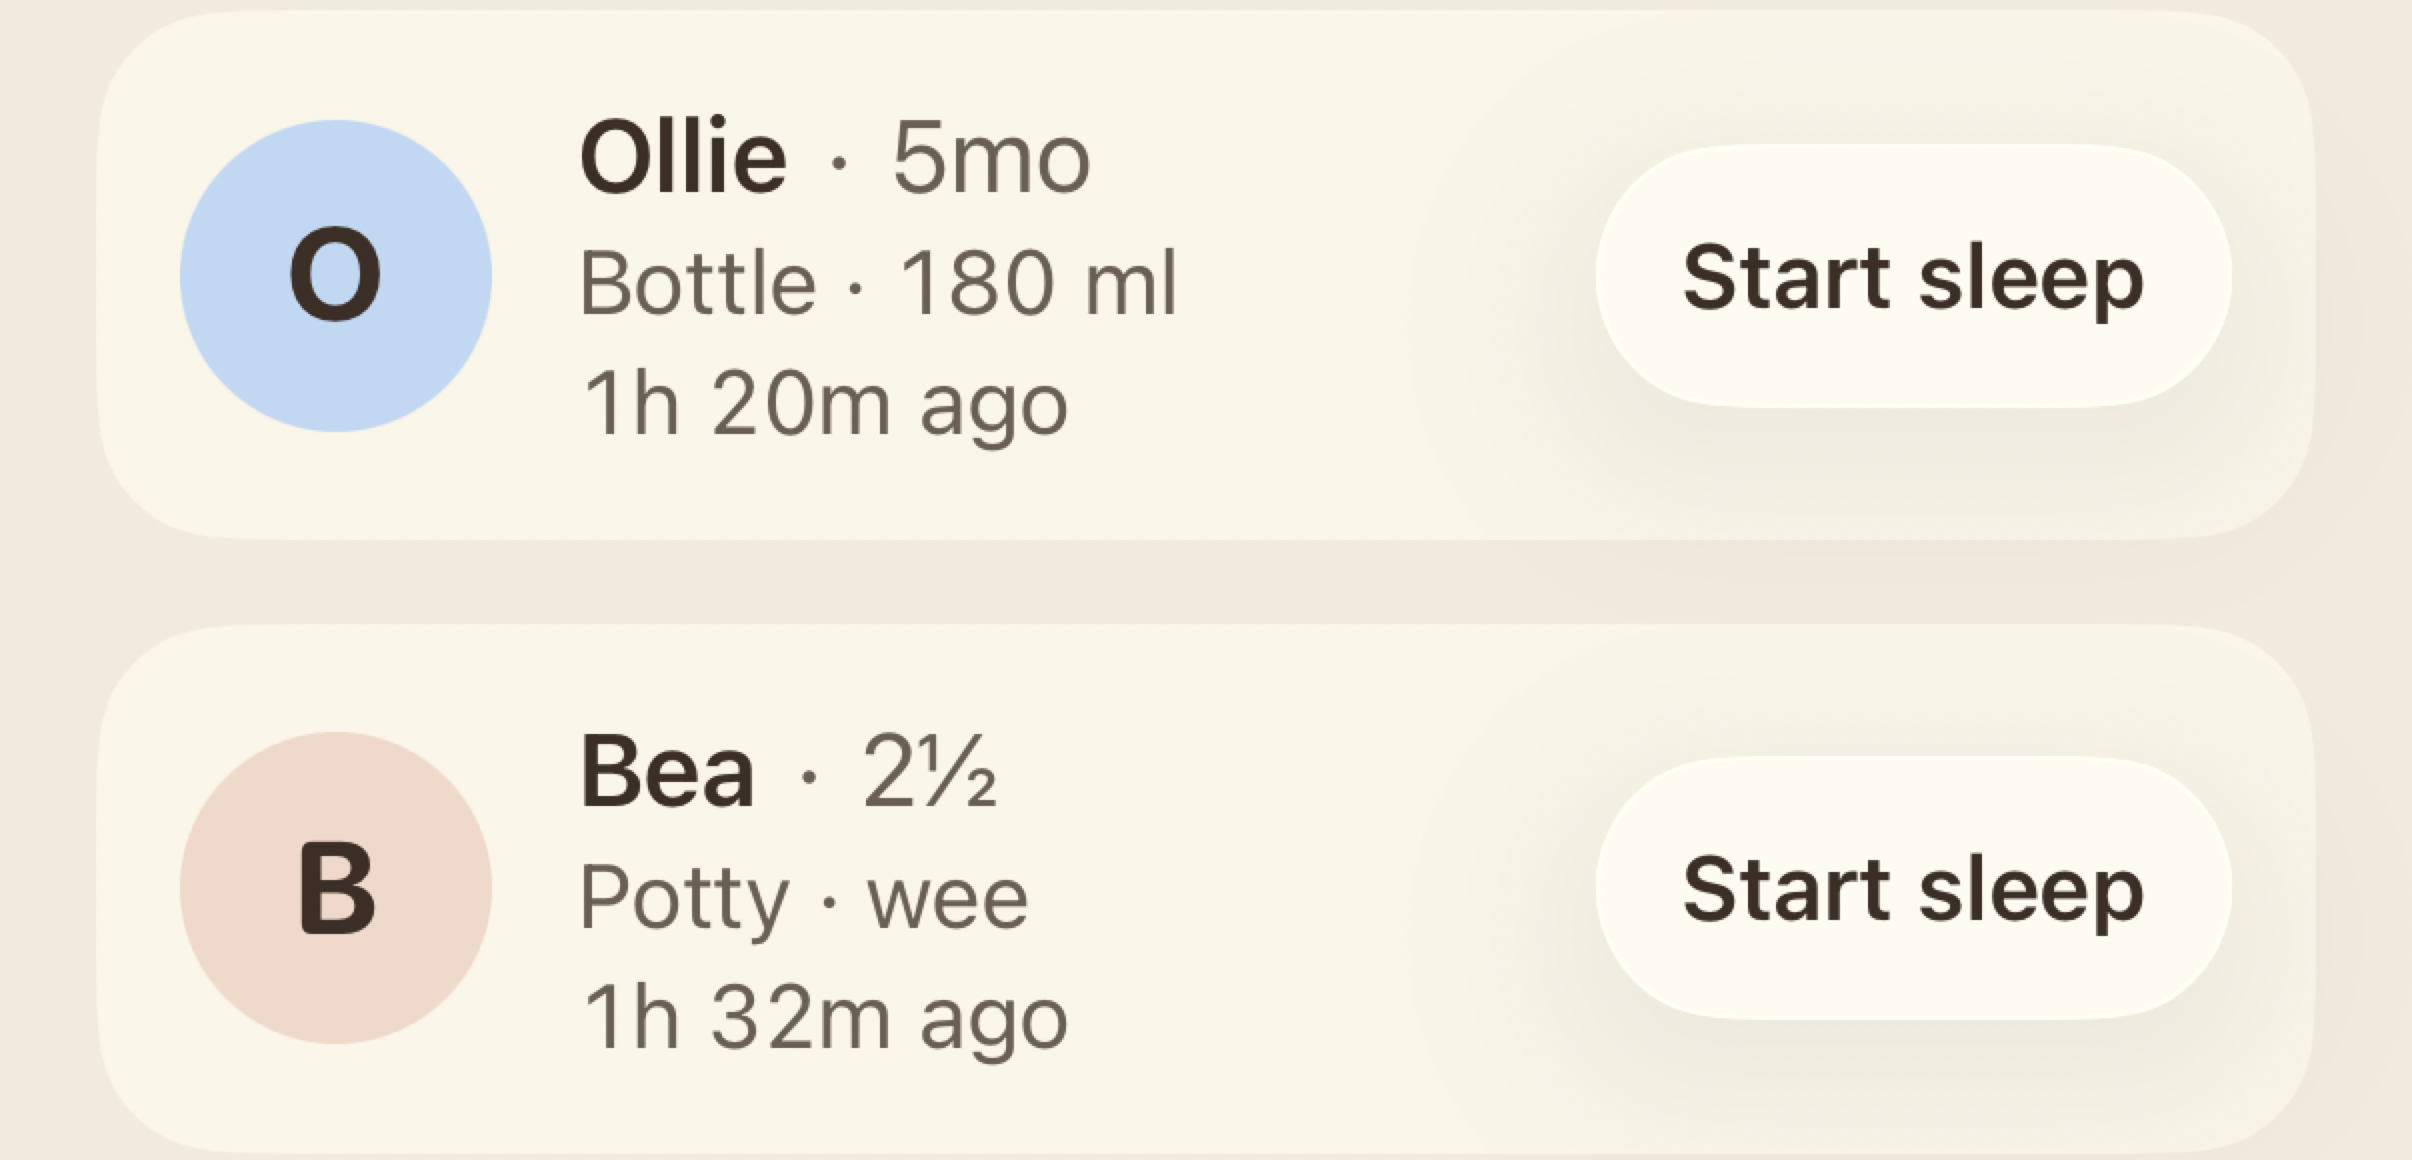 O
Ollie · 5mo
Bottle · 180 ml
1h 20m ago
Start sleep
B
Bea · 2½
Potty · wee
1h 32m ago
Start sleep